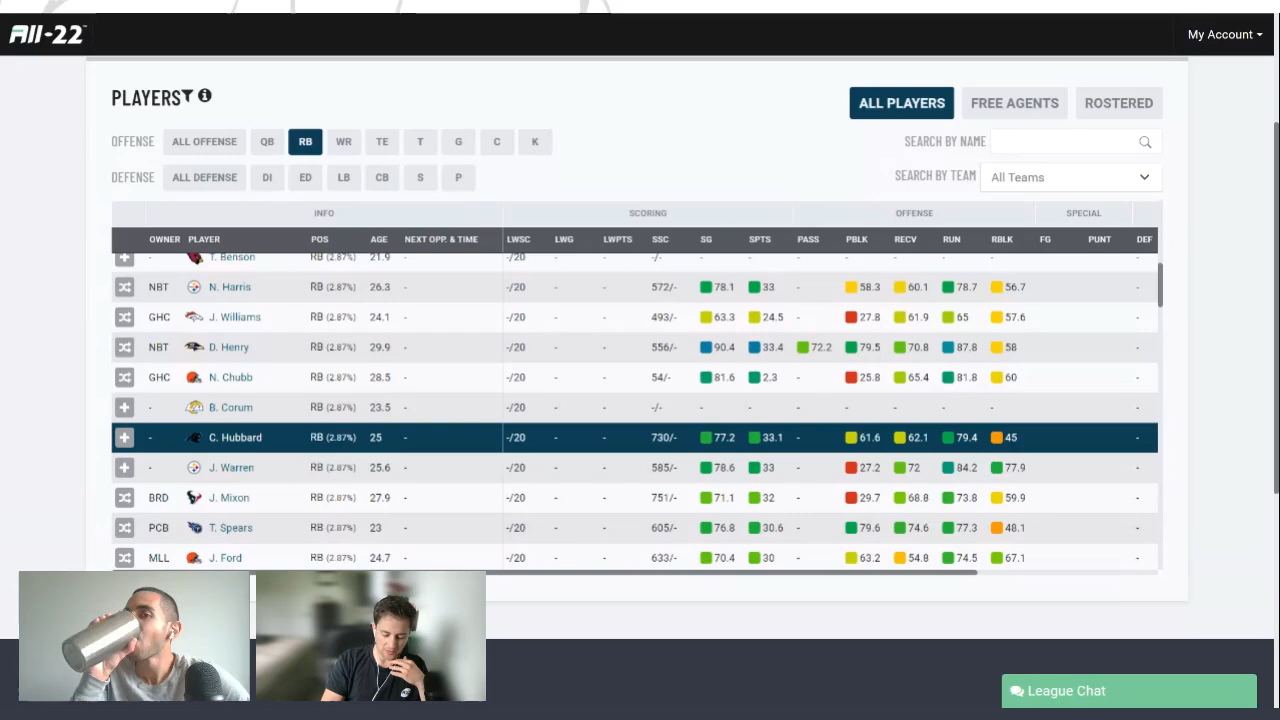 All-22
My Account
PLAYERS
ALL PLAYERS FREE AGENTS ROSTERED
OFFENSE ALL OFFENSE QB RB WR TE T G C K
SEARCH BY NAME
DEFENSE ALL DEFENSE DI ED LB CB S P
SEARCH BY TEAM All Teams
INFO SCORING OFFENSE SPECIAL
OWNER PLAYER POS AGE NEXT OPP. & TIME LWSC LWG LWPTS SSC SG SPTS PASS PBLK RECV RUN RBLK FG PUNT DEF
- T. Benson RB (2.87%) 21.9 - -/20 - - -/- - - - - - - - -
NBT N. Harris RB (2.87%) 26.3 - -/20 - - 572/- 78.1 33 - 58.3 60.1 78.7 56.7 -
GHC J. Williams RB (2.87%) 24.1 - -/20 - - 493/- 63.3 24.5 - 27.8 61.9 65 57.6 -
NBT D. Henry RB (2.87%) 29.9 - -/20 - - 556/- 90.4 33.4 72.2 79.5 70.8 87.8 58 -
GHC N. Chubb RB (2.87%) 28.5 - -/20 - - 54/- 81.6 2.3 - 25.8 65.4 81.8 60 -
- B. Corum RB (2.87%) 23.5 - -/20 - - -/- - - - - - - - -
- C. Hubbard RB (2.87%) 25 - -/20 - - 730/- 77.2 33.1 - 61.6 62.1 79.4 45 -
- J. Warren RB (2.87%) 25.6 - -/20 - - 585/- 78.6 33 - 27.2 72 84.2 77.9 -
BRD J. Mixon RB (2.87%) 27.9 - -/20 - - 751/- 71.1 32 - 29.7 68.8 73.8 59.9 -
PCB T. Spears RB (2.87%) 23 - -/20 - - 605/- 76.8 30.6 - 79.6 74.6 77.3 48.1 -
MLL J. Ford RB (2.87%) 24.7 - -/20 - - 633/- 70.4 30 - 63.2 54.8 74.5 67.1 -
League Chat